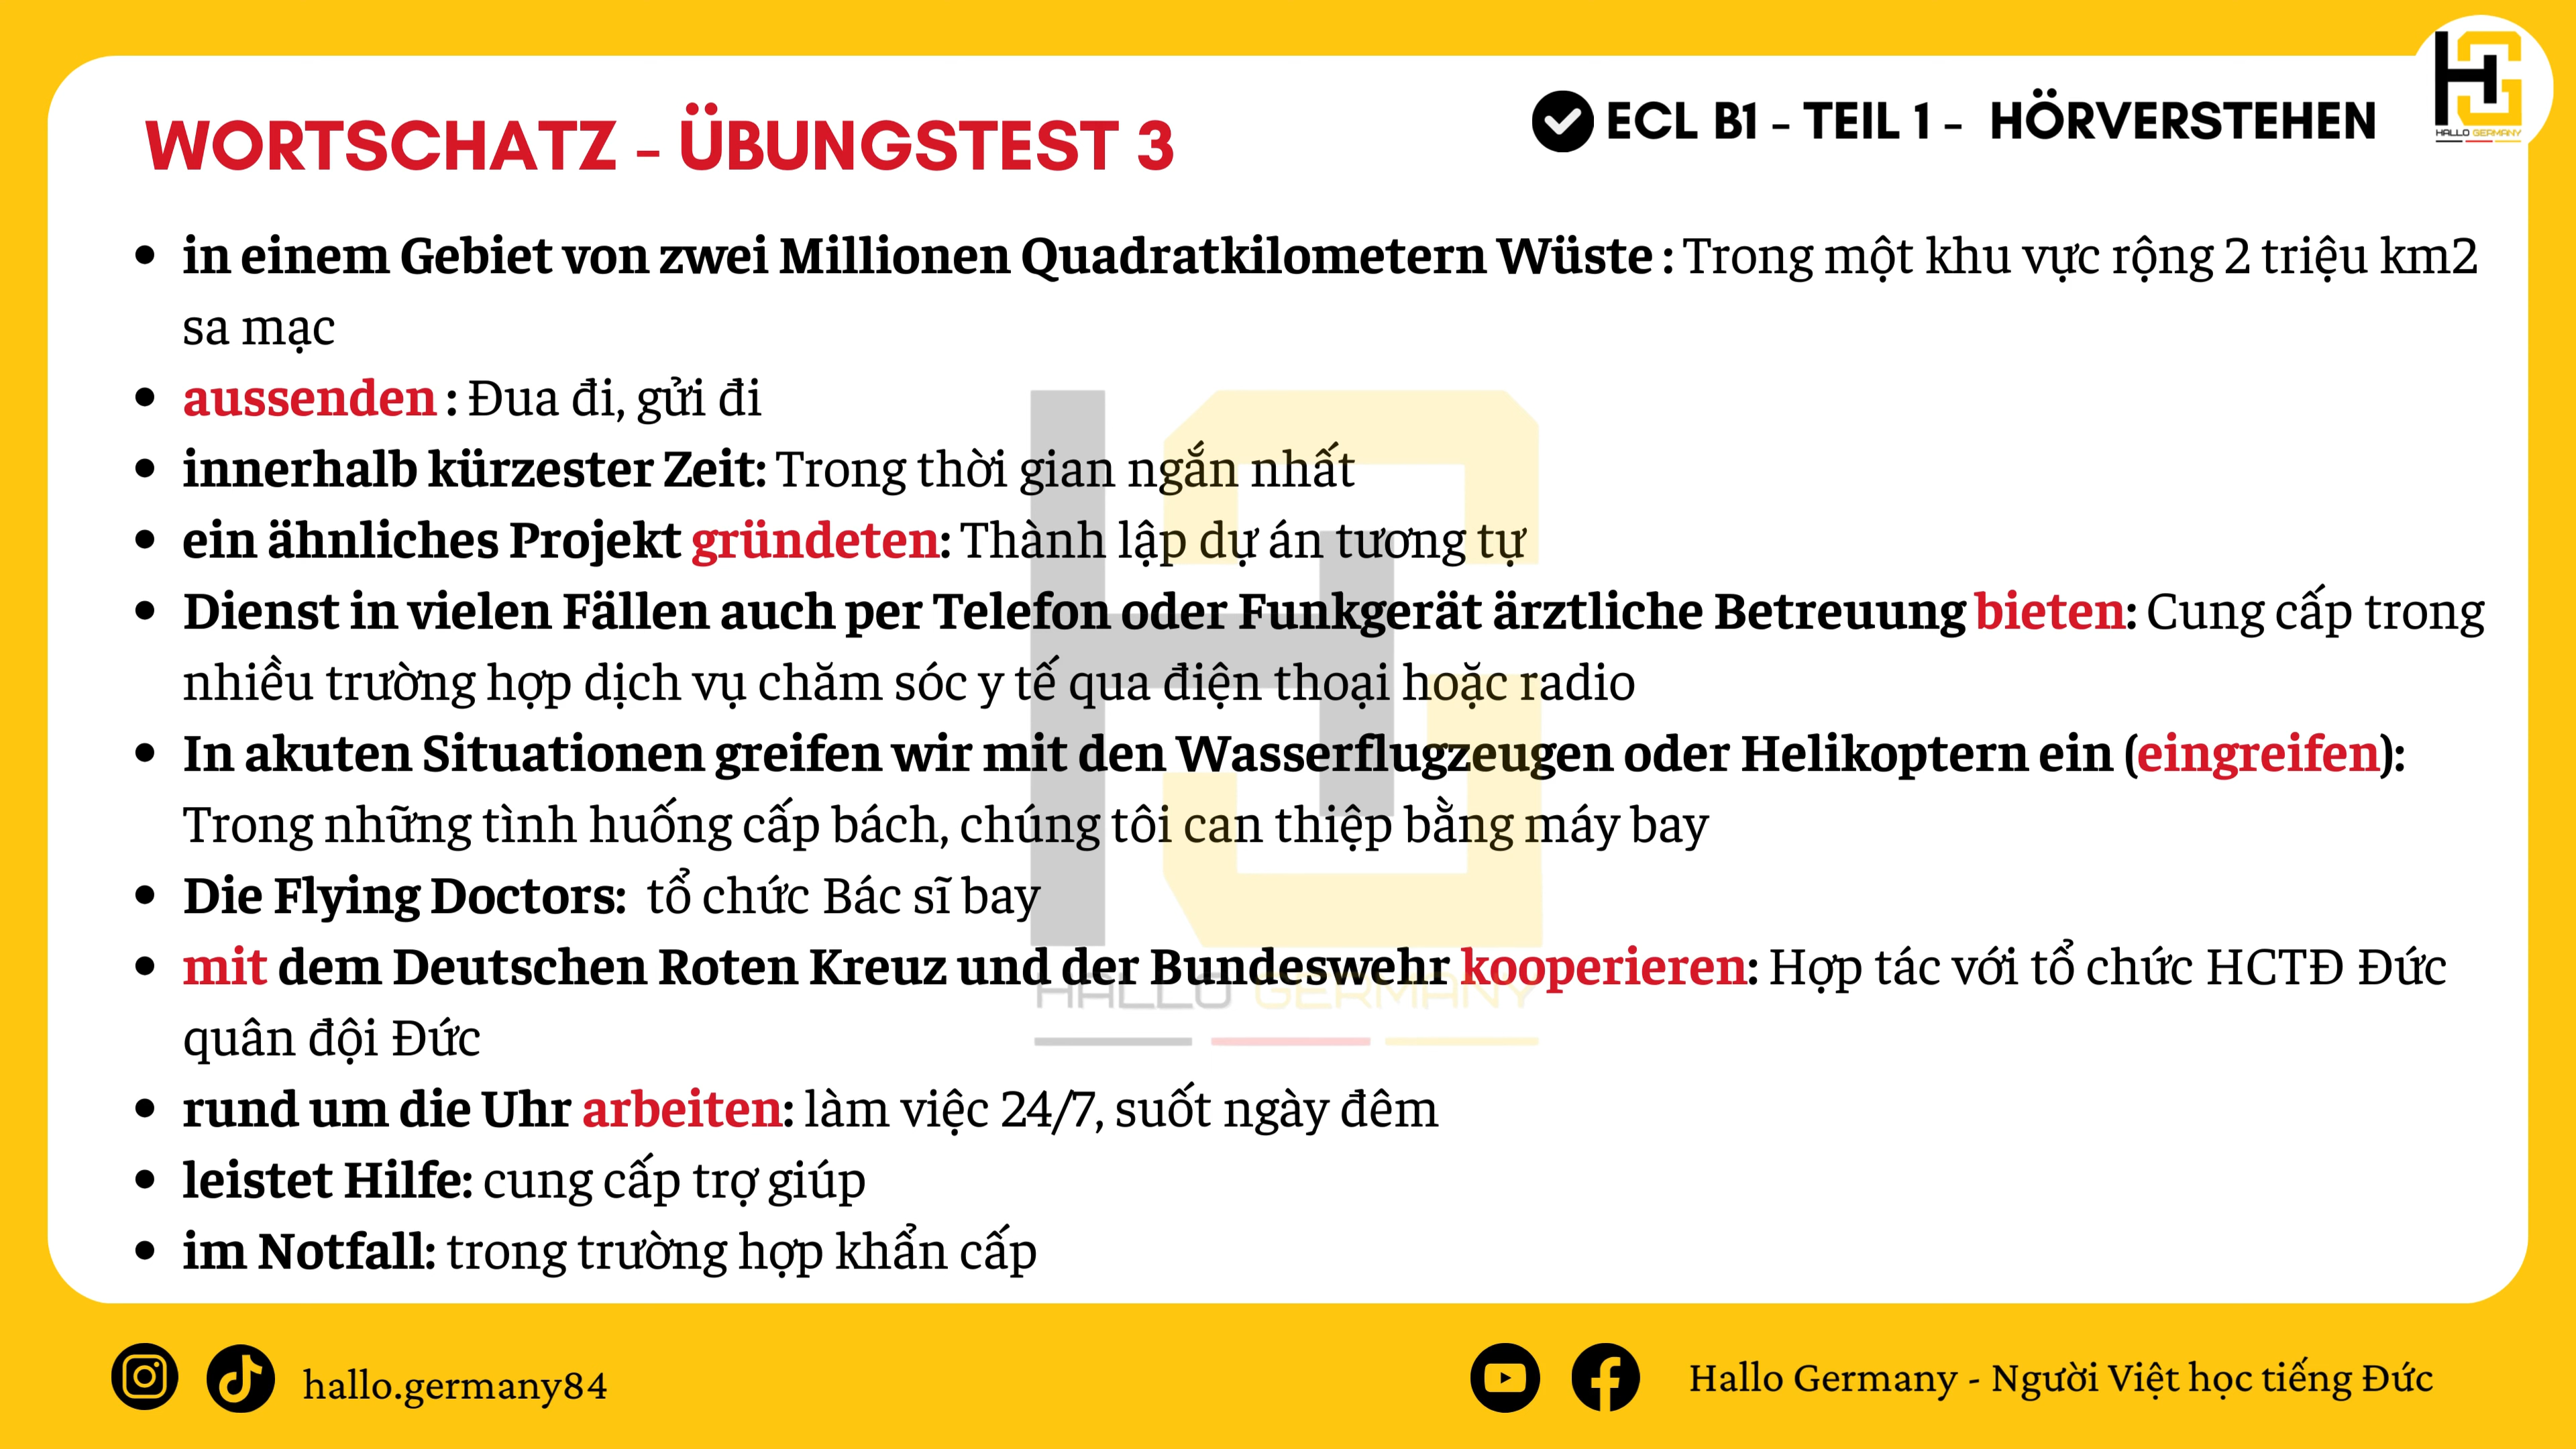 WORTSCHATZ - ÜBUNGSTEST 3
ECL B1 - TEIL 1 - HÖRVERSTEHEN
HALLO GERMANY
• in einem Gebiet von zwei Millionen Quadratkilometern Wüste : Trong một khu vực rộng 2 triệu km2
sa mạc
• aussenden : Đua đi, gửi đi
• innerhalb kürzester Zeit: Trong thời gian ngắn nhất
• ein ähnliches Projekt gründeten: Thành lập dự án tương tự
• Dienst in vielen Fällen auch per Telefon oder Funkgerät ärztliche Betreuung bieten: Cung cấp trong
nhiều trường hợp dịch vụ chăm sóc y tế qua điện thoại hoặc radio
• In akuten Situationen greifen wir mit den Wasserflugzeugen oder Helikoptern ein (eingreifen):
Trong những tình huống cấp bách, chúng tôi can thiệp bằng máy bay
• Die Flying Doctors: tổ chức Bác sĩ bay
• mit dem Deutschen Roten Kreuz und der Bundeswehr kooperieren: Hợp tác với tổ chức HCTĐ Đức
quân đội Đức
HALLO GERMANY
• rund um die Uhr arbeiten: làm việc 24/7, suốt ngày đêm
• leistet Hilfe: cung cấp trợ giúp
• im Notfall: trong trường hợp khẩn cấp
hallo.germany84
Hallo Germany - Người Việt học tiếng Đức